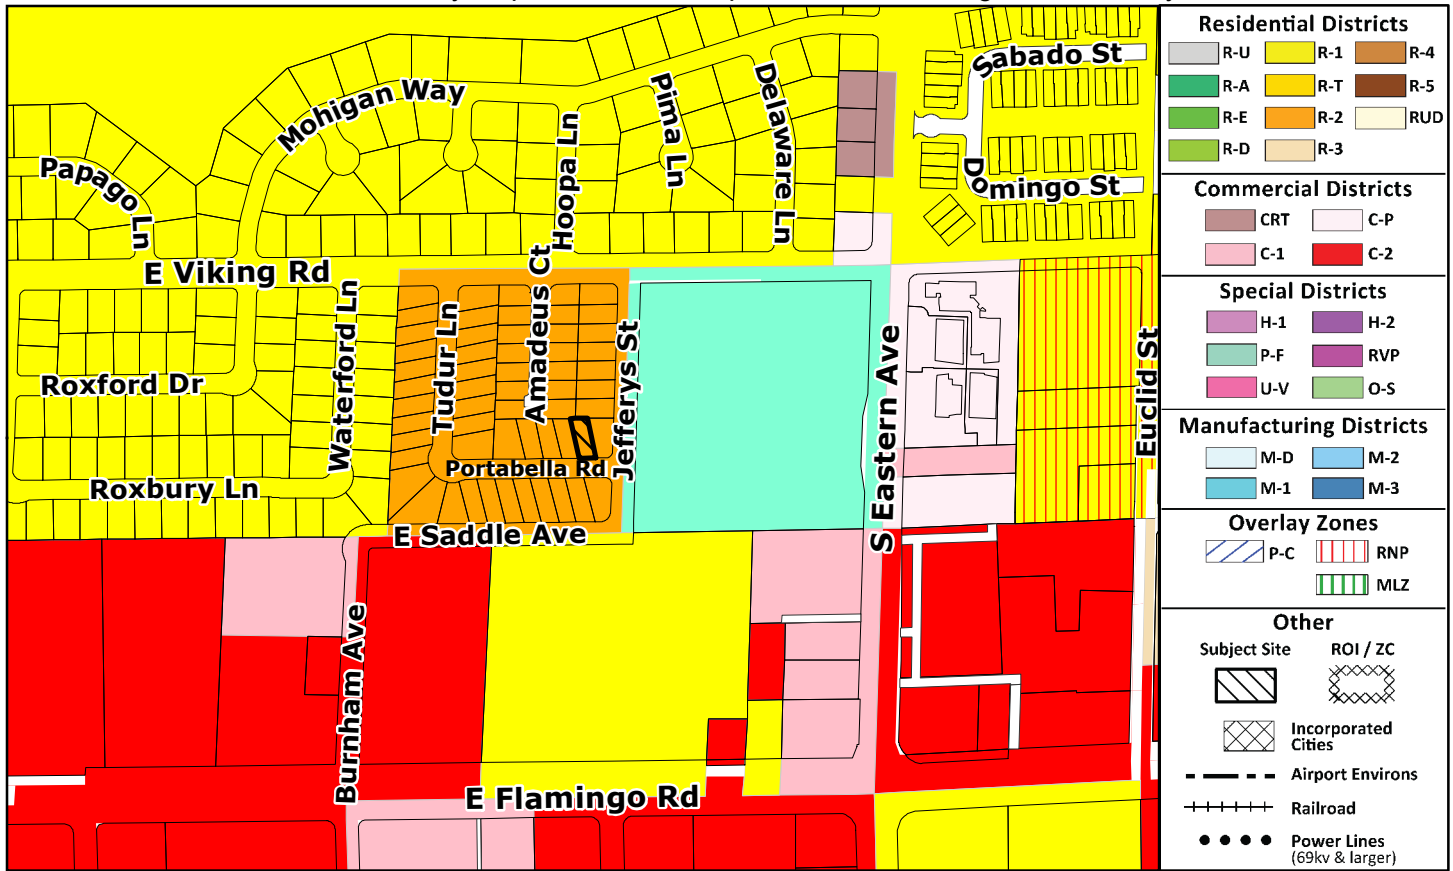 Sabado St
Mohigan Way
Pima Ln
Delaware Ln
Hoopa Ln
Papago Ln
Domingo St
E Viking Rd
Amadeus Ct
Waterford Ln
Tudur Ln
Jefferys St
S Eastern Ave
Euclid St
Roxford Dr
Portabella Rd
Roxbury Ln
E Saddle Ave
Burnham Ave
E Flamingo Rd
Residential Districts
R-U R-1 R-4
R-A R-T R-5
R-E R-2 RUD
R-D R-3
Commercial Districts
CRT C-P
C-1 C-2
Special Districts
H-1 H-2
P-F RVP
U-V O-S
Manufacturing Districts
M-D M-2
M-1 M-3
Overlay Zones
P-C RNP
MLZ
Other
Subject Site ROI / ZC
Incorporated
Cities
Airport Environs
Railroad
Power Lines
(69kv & larger)